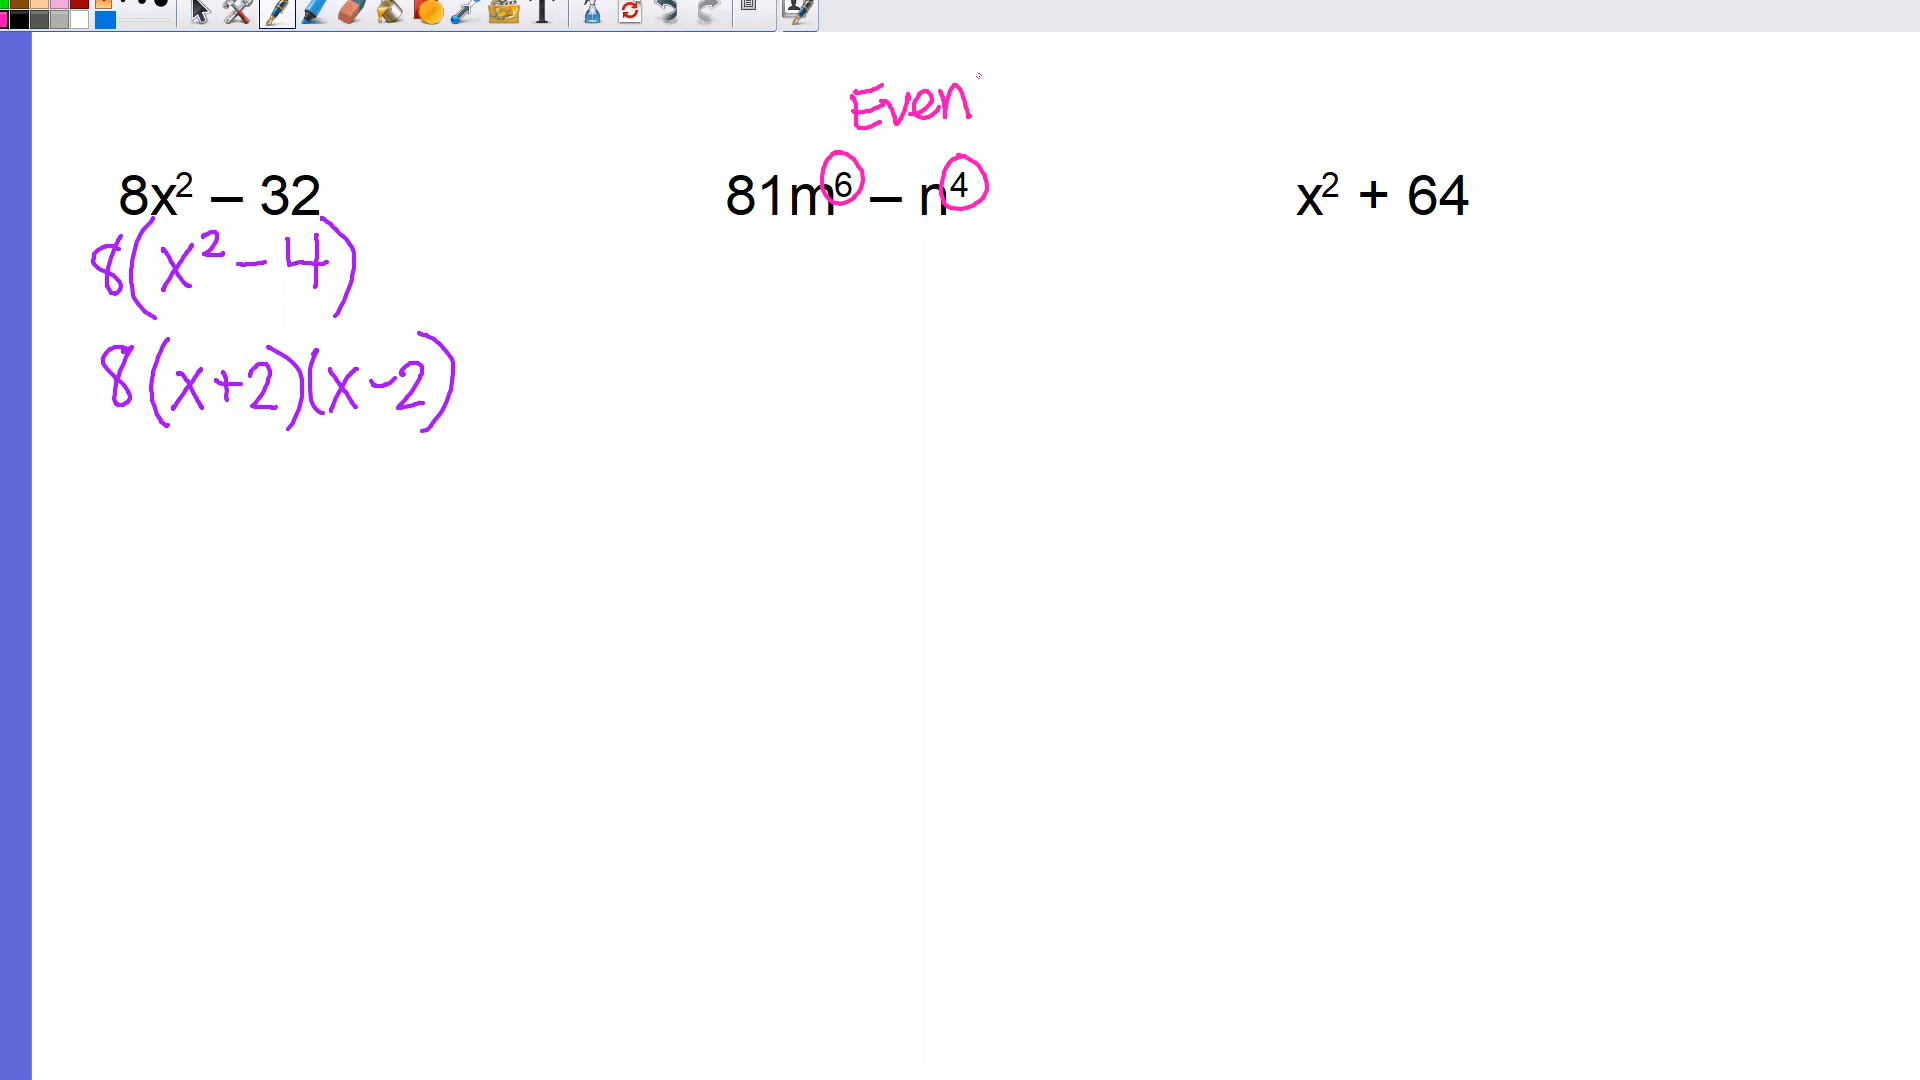 Even
8x² – 32
81m⁶ – n⁴
x² + 64
8(x² - 4)
8(x+2)(x-2)